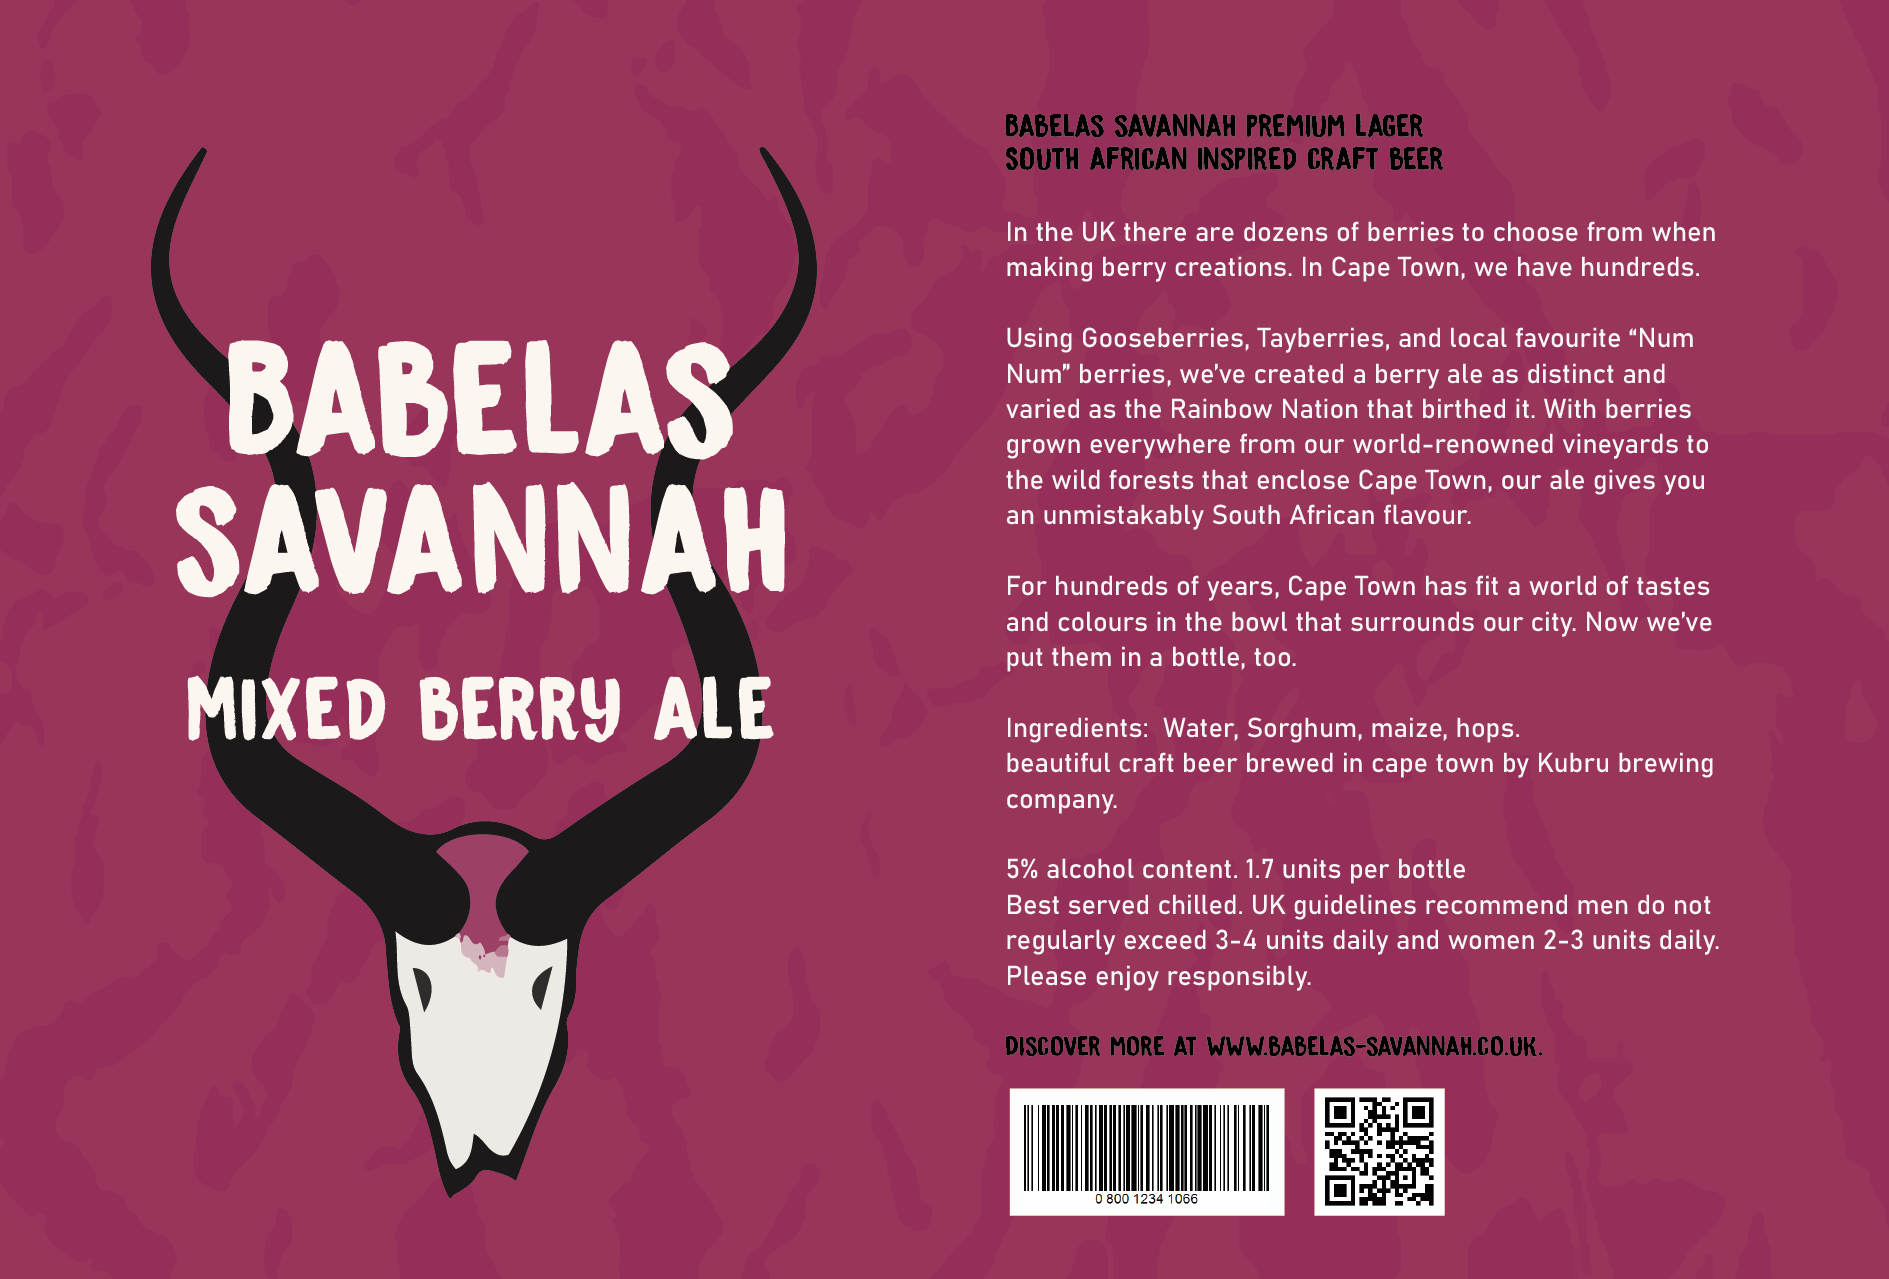 BABELAS
SAVANNAH
MIXED BERRY ALE
BABELAS SAVANNAH PREMIUM LAGER
SOUTH AFRICAN INSPIRED CRAFT BEER
In the UK there are dozens of berries to choose from when
making berry creations. In Cape Town, we have hundreds.
Using Gooseberries, Tayberries, and local favourite “Num
Num” berries, we’ve created a berry ale as distinct and
varied as the Rainbow Nation that birthed it. With berries
grown everywhere from our world-renowned vineyards to
the wild forests that enclose Cape Town, our ale gives you
an unmistakably South African flavour.
For hundreds of years, Cape Town has fit a world of tastes
and colours in the bowl that surrounds our city. Now we’ve
put them in a bottle, too.
Ingredients:  Water, Sorghum, maize, hops.
beautiful craft beer brewed in cape town by Kubru brewing
company.
5% alcohol content. 1.7 units per bottle
Best served chilled. UK guidelines recommend men do not
regularly exceed 3-4 units daily and women 2-3 units daily.
Please enjoy responsibly.
DISCOVER MORE AT WWW.BABELAS-SAVANNAH.CO.UK.
0 800 1234 1066